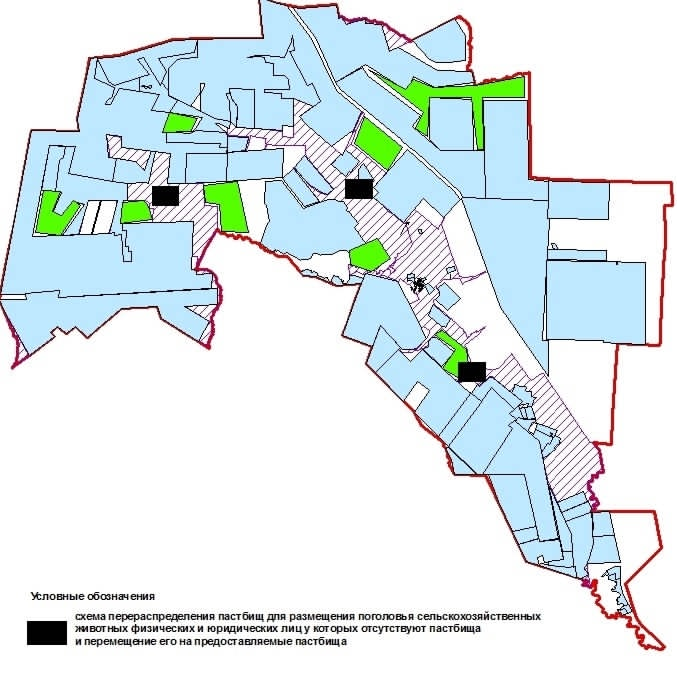 Условные обозначения
схема перераспределения пастбищ для размещения поголовья сельскохозяйственных
животных физических и юридических лиц у которых отсутствуют пастбища
и перемещение его на предоставляемые пастбища